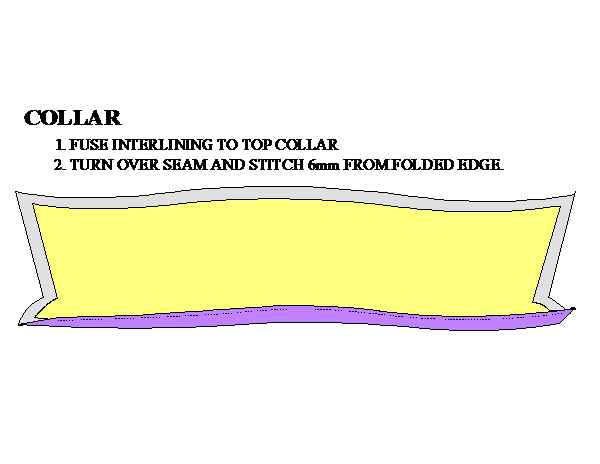 COLLAR
1. FUSE INTERLINING TO TOP COLLAR
2. TURN OVER SEAM AND STITCH 6mm FROM FOLDED EDGE.